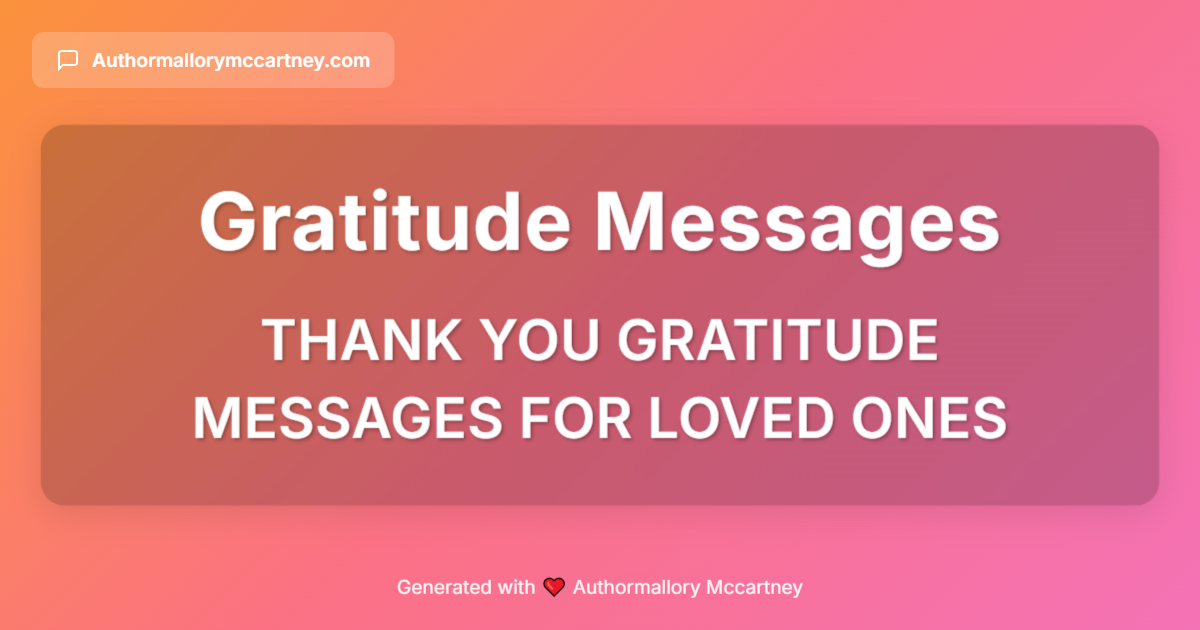 Authormallorymccartney.com
Gratitude Messages
THANK YOU GRATITUDE
MESSAGES FOR LOVED ONES
Generated with ❤️ Authormallory Mccartney